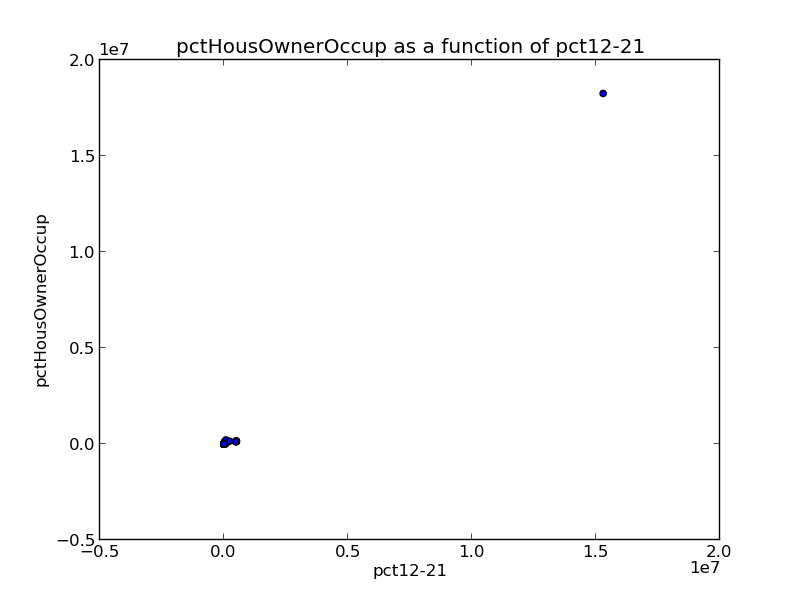 pctHousOwnerOccup as a function of pct12-21
1e7
2.0
1.5
1.0
0.5
0.0
−0.5
pctHousOwnerOccup
−0.5 0.0 0.5 1.0 1.5 2.0
1e7
pct12-21